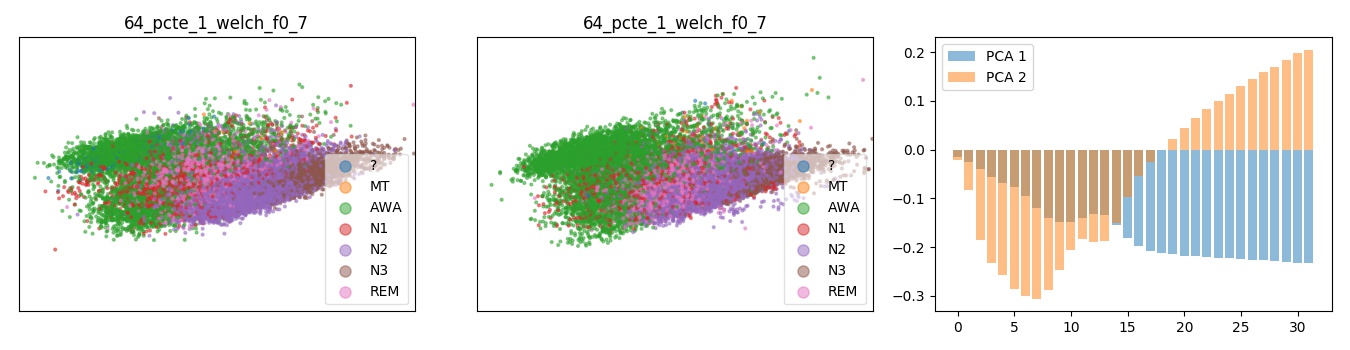 64_pcte_1_welch_f0_7
?
MT
AWA
N1
N2
N3
REM
64_pcte_1_welch_f0_7
?
MT
AWA
N1
N2
N3
REM
PCA 1
PCA 2
0.2
0.1
0.0
−0.1
−0.2
−0.3
0 5 10 15 20 25 30